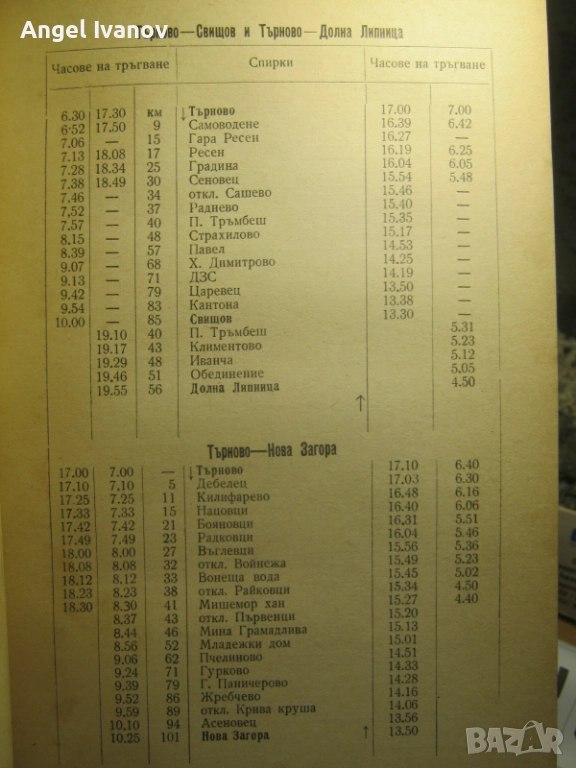 Angel Ivanov
Търново—Свищов и Търново—Долна Липница
Часове на тръгване Спирки Часове на тръгване
6.30 17.30 км ↓Търново 17.00 7.00
6·52 17.50 9 Самоводене 16.39 6.42
7.06 — 15 Гара Ресен 16.27 —
7.13 18.08 17 Ресен 16.19 6.25
7.28 18.34 25 Градина 16.04 6.05
7.38 18.49 30 Сеновец 15.54 5.48
7.46 — 34 откл. Сашево 15.46 —
7,52 — 37 Раднево 15.40 —
7.57 — 40 П. Тръмбеш 15.35 —
8.15 — 48 Страхилово 15.17 —
8.39 — 57 Павел 14.53 —
9.07 — 68 Х. Димитрово 14.25 —
9.13 — 71 ДЗС 14.19 —
9.42 — 79 Царевец 13.50 —
9.54 — 83 Кантона 13.38 —
10.00 — 85 Свищов 13.30 —
19.10 40 П. Тръмбеш 5.31
19.17 43 Климентово 5.23
19.29 48 Иванча 5.12
19,46 51 Обединение 5.05
19.55 56 Долна Липница ↑ 4.50
Търново—Нова Загора
17.00 7.00 — ↓Търново 17.10 6.40
17.10 7,10 5 Дебелец 17.03 6.30
17.25 7.25 11 Килифарево 16.48 6.16
17.33 7.33 15 Нацовци 16.40 6.06
17.42 7.42 21 Бояновци 16.31 5.51
17.49 7.49 23 Радковци 16.04 5.46
18.00 8.00 27 Въглевци 15.56 5.36
18.08 8.08 32 откл. Войнежа 15.49 5.23
18.12 8.12 33 Вонеща вода 15.45 5.02
18.23 8.23 38 откл. Райковци 15.34 4.50
18.30 8.30 41 Мишемор хан 15.27 4.40
8.37 43 откл. Първенци 15.20
8.44 46 Мина Грамадлива 15.13
8.56 52 Младежки дом 15.01
9.06 62 Пчелиново 14.51
9,24 71 Гурково 14.33
9.39 79 Г. Паничерово 14.28
9.52 86 Жребчево 14.16
9,59 89 откл. Крива круша 14.06
10.10 94 Асеновец 13.56
10.25 101 Нова Загора ↑ 13.50
BAZAR